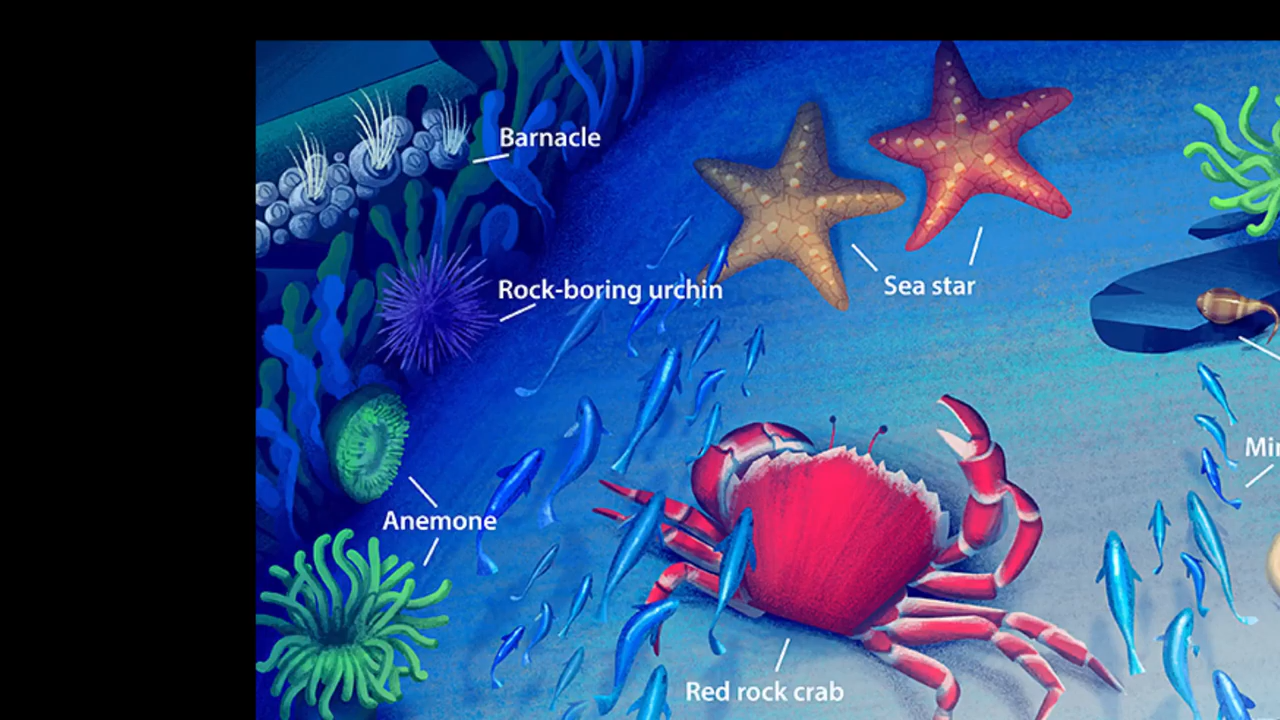 Barnacle
Rock-boring urchin
Sea star
Anemone
Red rock crab